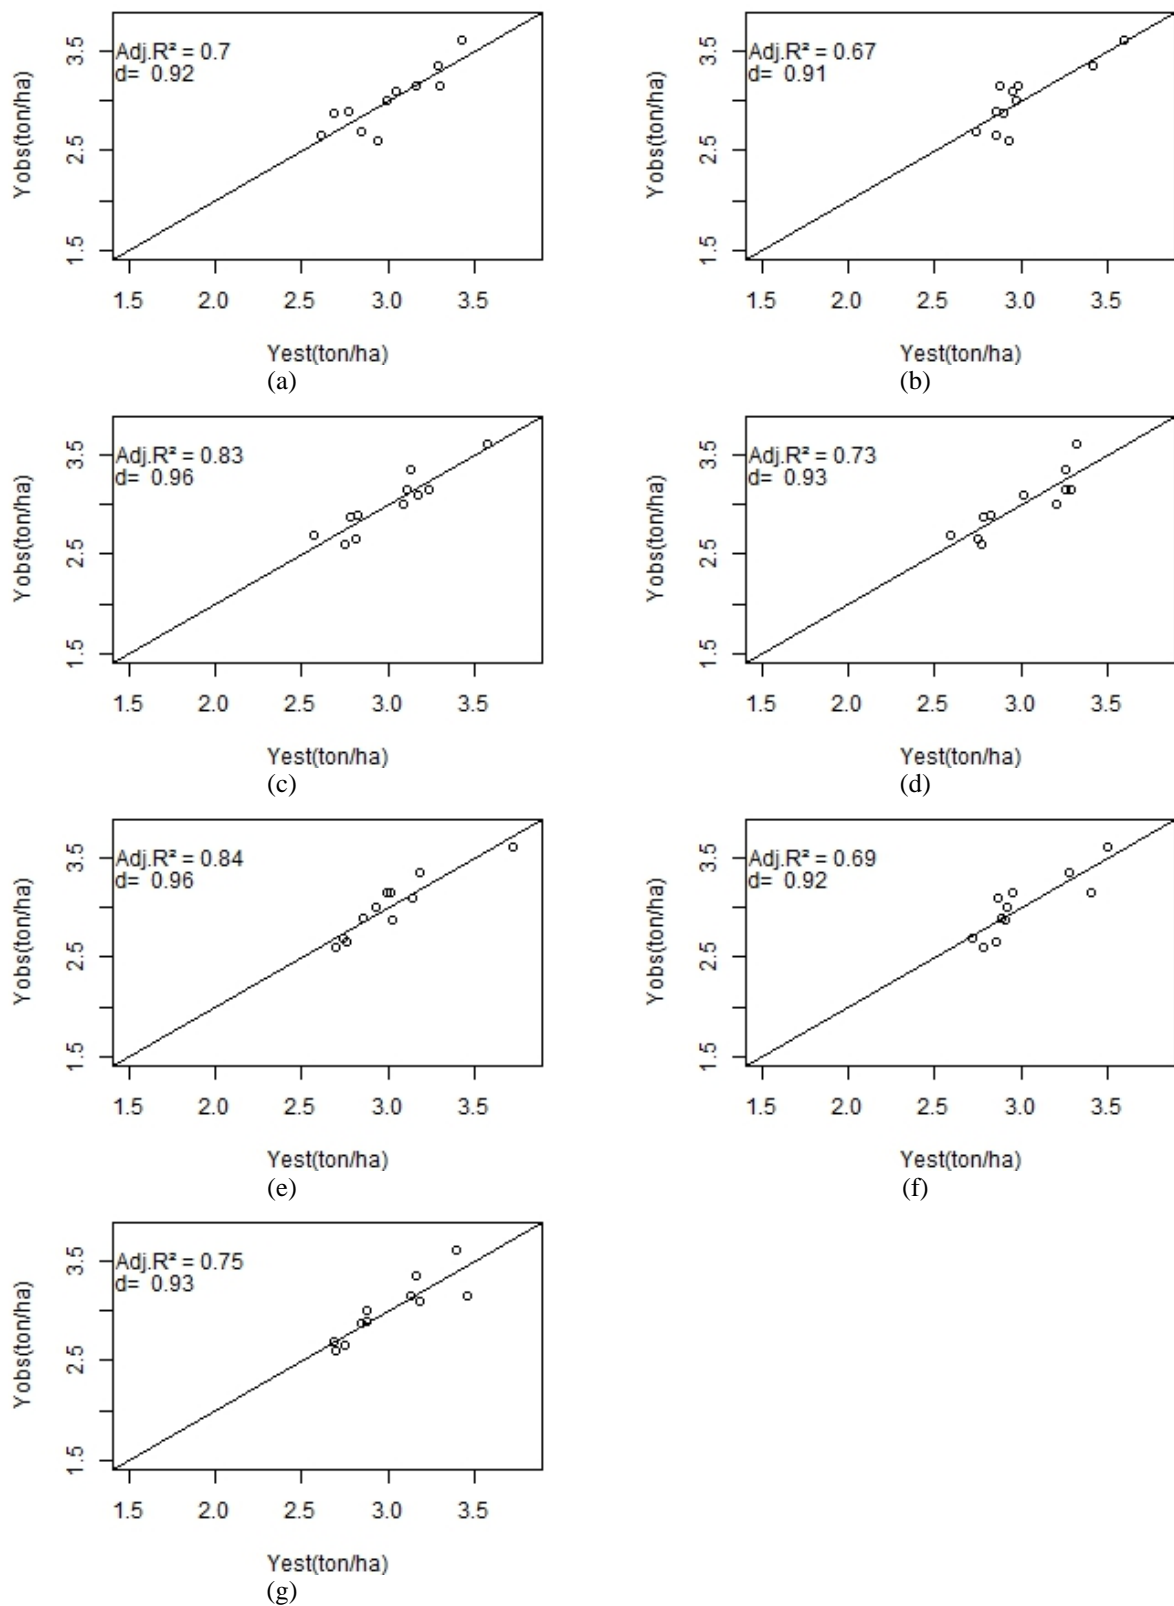 Adj.R² = 0.7
d= 0.92
Yobs(ton/ha)
3.5
2.5
1.5
1.5 2.0 2.5 3.0 3.5
Yest(ton/ha)
(a)
Adj.R² = 0.67
d= 0.91
Yobs(ton/ha)
3.5
2.5
1.5
1.5 2.0 2.5 3.0 3.5
Yest(ton/ha)
(b)
Adj.R² = 0.83
d= 0.96
Yobs(ton/ha)
3.5
2.5
1.5
1.5 2.0 2.5 3.0 3.5
Yest(ton/ha)
(c)
Adj.R² = 0.73
d= 0.93
Yobs(ton/ha)
3.5
2.5
1.5
1.5 2.0 2.5 3.0 3.5
Yest(ton/ha)
(d)
Adj.R² = 0.84
d= 0.96
Yobs(ton/ha)
3.5
2.5
1.5
1.5 2.0 2.5 3.0 3.5
Yest(ton/ha)
(e)
Adj.R² = 0.69
d= 0.92
Yobs(ton/ha)
3.5
2.5
1.5
1.5 2.0 2.5 3.0 3.5
Yest(ton/ha)
(f)
Adj.R² = 0.75
d= 0.93
Yobs(ton/ha)
3.5
2.5
1.5
1.5 2.0 2.5 3.0 3.5
Yest(ton/ha)
(g)